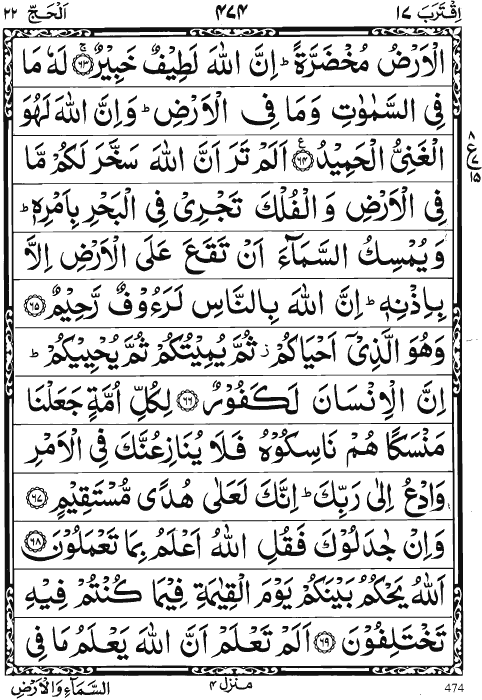 اِقْتَرَبَ ١٧ ٤٧٤ اَلْحَجّ ٢٢
الْاَرْضُ مُخْضَرَّةً ؕ اِنَّ اللّٰهَ لَطِيْفٌ خَبِيْرٌ ۚ‏﴿٦٣﴾ لَهٗ مَا
فِى السَّمٰوٰتِ وَمَا فِى الْاَرْضِ ؕ وَاِنَّ اللّٰهَ لَهُوَ
الْغَنِىُّ الْحَمِيْدُ ﴿٦٤﴾ اَلَمْ تَرَ اَنَّ اللّٰهَ سَخَّرَ لَكُمْ مَّا
فِى الْاَرْضِ وَالْفُلْكَ تَجْرِىْ فِى الْبَحْرِ بِاَمْرِهٖ ؕ
وَيُمْسِكُ السَّمَآءَ اَنْ تَقَعَ عَلَى الْاَرْضِ اِلَّا
بِاِذْنِهٖ ؕ اِنَّ اللّٰهَ بِالنَّاسِ لَرَءُوْفٌ رَّحِيْمٌ ﴿٦٥﴾
وَهُوَ الَّذِىْۤ اَحْيَاكُمْ ز ثُمَّ يُمِيْتُكُمْ ثُمَّ يُحْيِيْكُمْ ؕ
اِنَّ الْاِنْسَانَ لَكَفُوْرٌ ﴿٦٦﴾ لِكُلِّ اُمَّةٍ جَعَلْنَا
مَنْسَكًا هُمْ نَاسِكُوْهُ فَلَا يُنَازِعُنَّكَ فِى الْاَمْرِ
وَادْعُ اِلٰى رَبِّكَ ؕ اِنَّكَ لَعَلٰى هُدًى مُّسْتَقِيْمٍ ﴿٦٧﴾
وَاِنْ جٰدَلُوْكَ فَقُلِ اللّٰهُ اَعْلَمُ بِمَا تَعْمَلُوْنَ ﴿٦٨﴾
اَللّٰهُ يَحْكُمُ بَيْنَكُمْ يَوْمَ الْقِيٰمَةِ فِيْمَا كُنْتُمْ فِيْهِ
تَخْتَلِفُوْنَ ﴿٦٩﴾ اَلَمْ تَعْلَمْ اَنَّ اللّٰهَ يَعْلَمُ مَا فِى
٨
ع
١٥
السَّمَآءِ وَالْاَرْضِ
منزل ٤
474